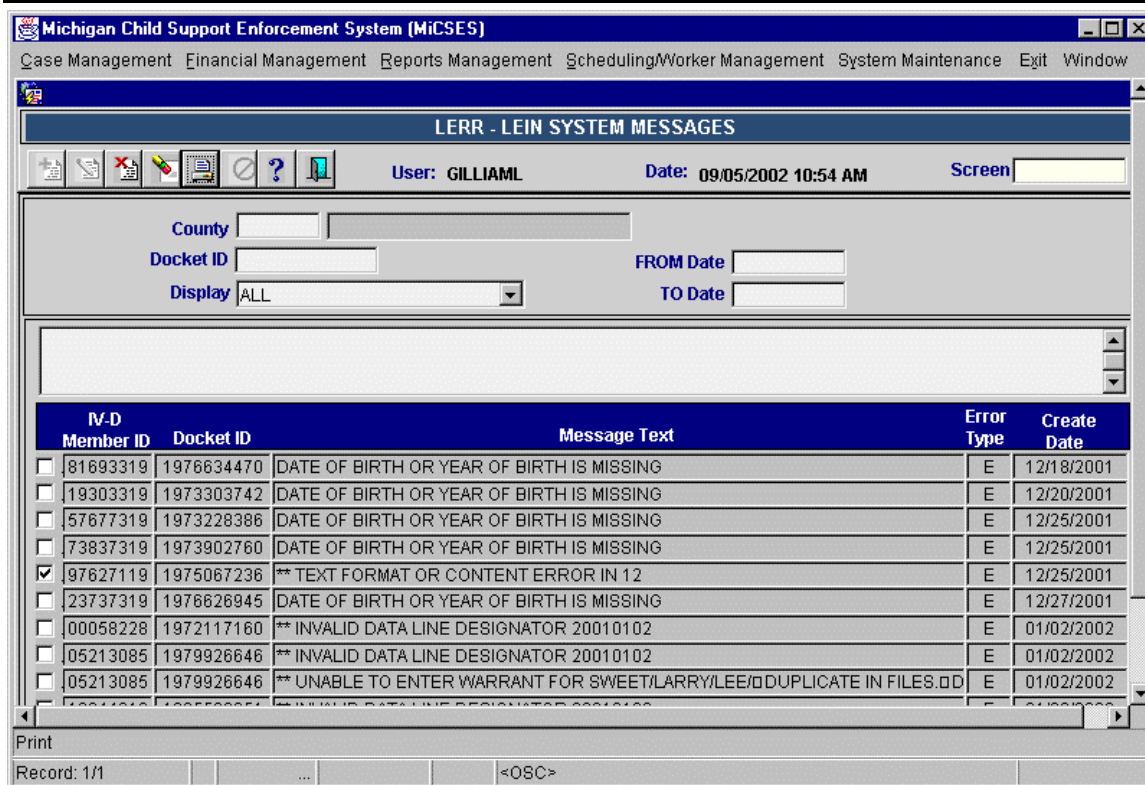 Michigan Child Support Enforcement System (MiCSES)
Case Management Financial Management Reports Management Scheduling/Worker Management System Maintenance Exit Window
LERR - LEIN SYSTEM MESSAGES
User: GILLIAML Date: 09/05/2002 10:54 AM Screen
County
Docket ID FROM Date
Display ALL TO Date
IV-D Member ID Docket ID Message Text Error Type Create Date
81693319 1976634470 DATE OF BIRTH OR YEAR OF BIRTH IS MISSING E 12/18/2001
19303319 1973303742 DATE OF BIRTH OR YEAR OF BIRTH IS MISSING E 12/20/2001
57677319 1973228386 DATE OF BIRTH OR YEAR OF BIRTH IS MISSING E 12/25/2001
73837319 1973902760 DATE OF BIRTH OR YEAR OF BIRTH IS MISSING E 12/25/2001
97627119 1975067236 ** TEXT FORMAT OR CONTENT ERROR IN 12 E 12/25/2001
23737319 1976626945 DATE OF BIRTH OR YEAR OF BIRTH IS MISSING E 12/27/2001
00058228 1972117160 ** INVALID DATA LINE DESIGNATOR 20010102 E 01/02/2002
05213085 1979926646 ** INVALID DATA LINE DESIGNATOR 20010102 E 01/02/2002
05213085 1979926646 ** UNABLE TO ENTER WARRANT FOR SWEET/LARRY/LEE/▯DUPLICATE IN FILES.▯D E 01/02/2002
Print
Record: 1/1 ... <OSC>